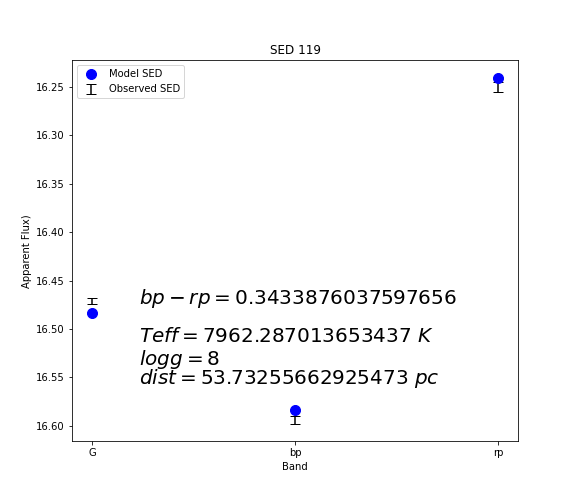 SED 119
Model SED
Observed SED
16.25
16.30
16.35
16.40
16.45
16.50
16.55
16.60
Apparent Flux)
bp − rp = 0.3433876037597656
Teff = 7962.287013653437 K
logg = 8
dist = 53.73255662925473 pc
G
bp
rp
Band